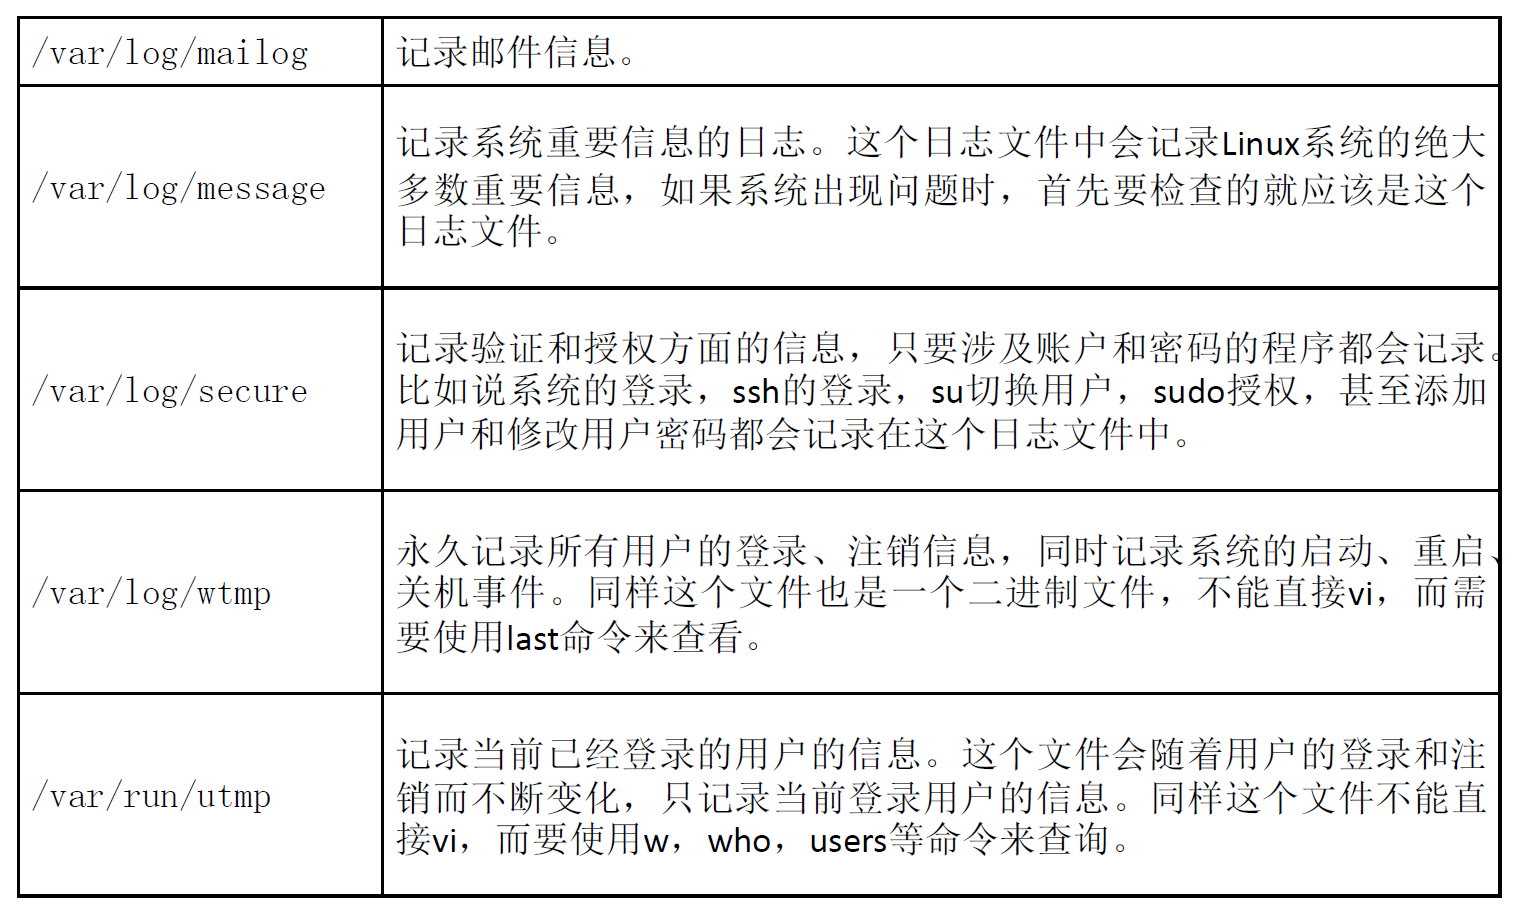 /var/log/mailog
记录邮件信息。
/var/log/message
记录系统重要信息的日志。这个日志文件中会记录Linux系统的绝大
多数重要信息，如果系统出现问题时，首先要检查的就应该是这个
日志文件。
/var/log/secure
记录验证和授权方面的信息，只要涉及账户和密码的程序都会记录。
比如说系统的登录，ssh的登录，su切换用户，sudo授权，甚至添加
用户和修改用户密码都会记录在这个日志文件中。
/var/log/wtmp
永久记录所有用户的登录、注销信息，同时记录系统的启动、重启、
关机事件。同样这个文件也是一个二进制文件，不能直接vi，而需
要使用last命令来查看。
/var/run/utmp
记录当前已经登录的用户的信息。这个文件会随着用户的登录和注
销而不断变化，只记录当前登录用户的信息。同样这个文件不能直
接vi，而要使用w，who，users等命令来查询。